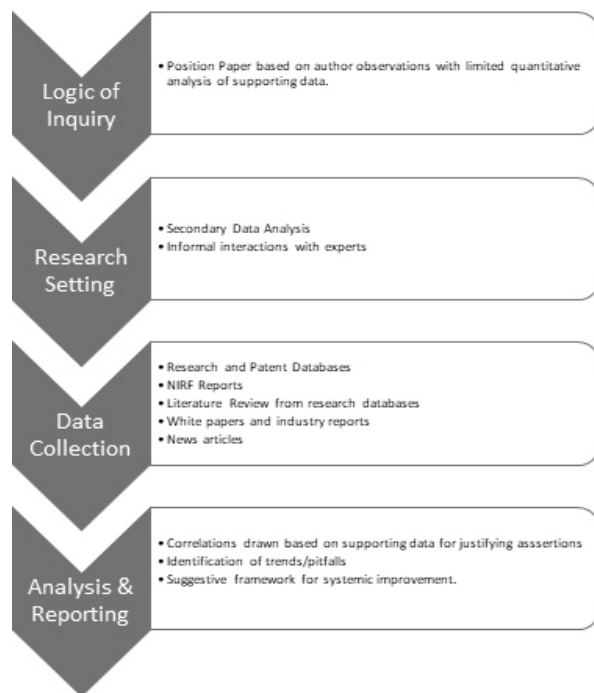 Logic of
Inquiry
• Position Paper based on author observations with limited quantitative
analysis of supporting data.
Research
Setting
• Secondary Data Analysis
• Informal interactions with experts
Data
Collection
• Research and Patent Databases
• NIRF Reports
• Literature Review from research databases
• White papers and industry reports
• News articles
Analysis &
Reporting
• Correlations drawn based on supporting data for justifying asssertions
• Identification of trends/pitfalls
• Suggestive framework for systemic improvement.